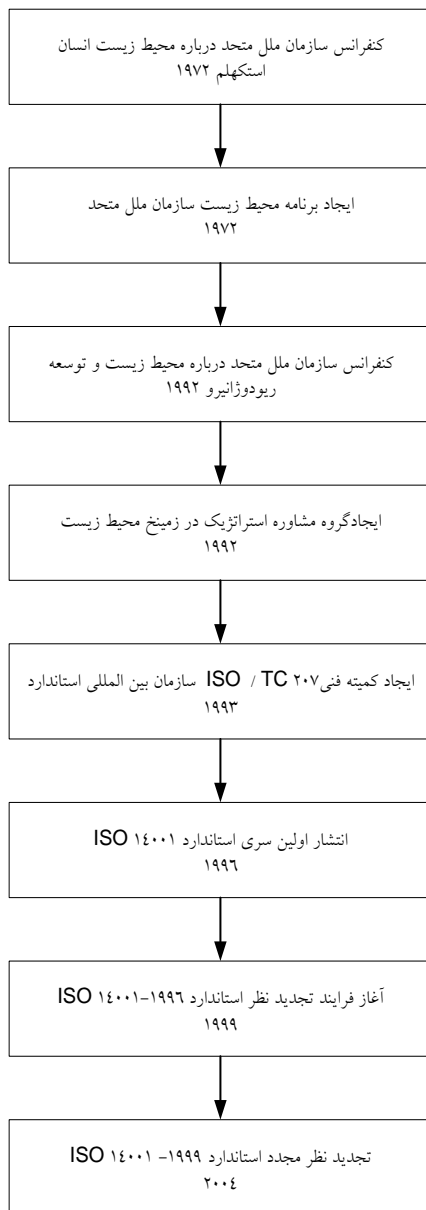 کنفرانس سازمان ملل متحد درباره محیط زیست انسان
استکهلم ۱۹۷۲
ایجاد برنامه محیط زیست سازمان ملل متحد
۱۹۷۲
کنفرانس سازمان ملل متحد درباره محیط زیست و توسعه
ریودوژانیرو ۱۹۹۲
ایجادگروه مشاوره استراتژیک در زمینخ محیط زیست
۱۹۹۲
ایجاد کمیته فنی۲۰۷ ISO / TC سازمان بین المللی استاندارد
۱۹۹۳
انتشار اولین سری استاندارد ISO ۱٤۰۰۱
۱۹۹٦
آغاز فرایند تجدید نظر استاندارد ۱۹۹٦-ISO ۱٤۰۰۱
۱۹۹۹
تجدید نظر مجدد استاندارد ۱۹۹۹- ISO ۱٤۰۰۱
۲۰۰٤